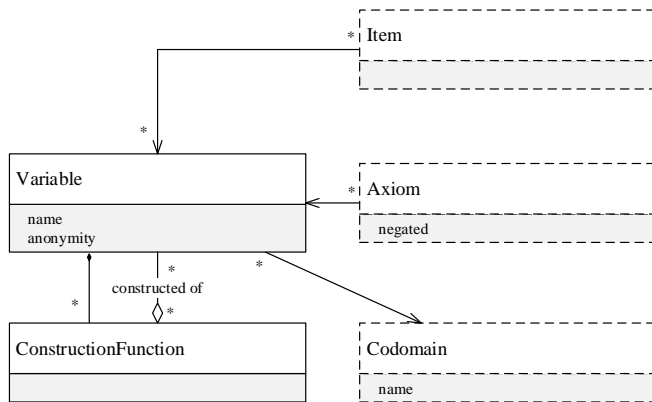 Item
*
*
Variable
name
anonymity
Axiom
*
negated
*
*
constructed of
*
*
ConstructionFunction
Codomain
name